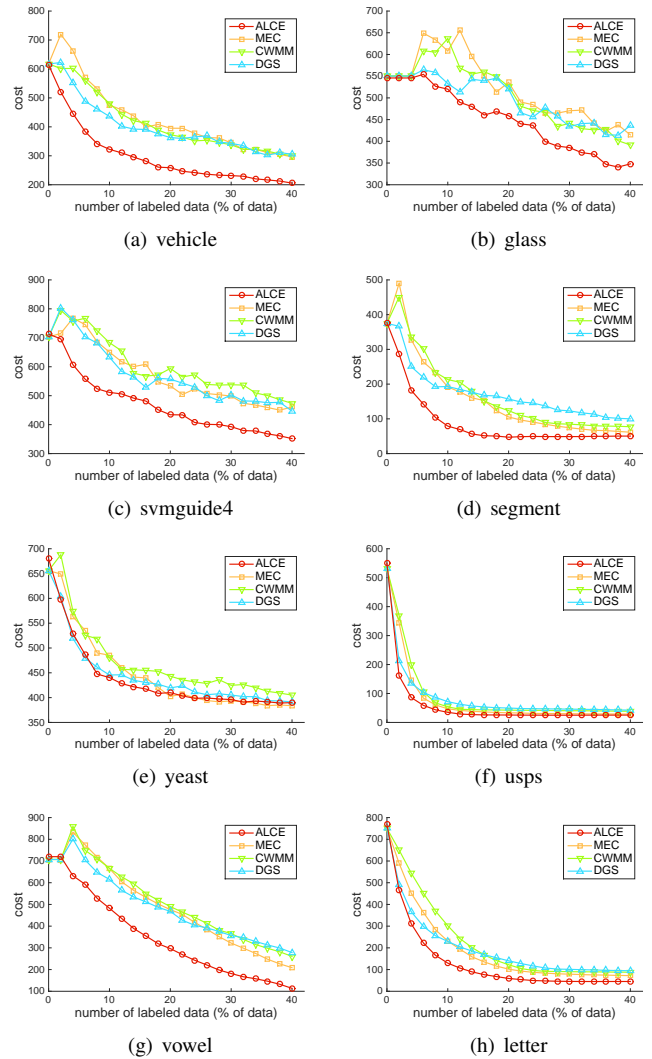 800
700
600
500
400
300
200
cost
ALCE
MEC
CWMM
DGS
0 10 20 30 40
number of labeled data (% of data)
(a) vehicle
700
650
600
550
500
450
400
350
300
cost
ALCE
MEC
CWMM
DGS
0 10 20 30 40
number of labeled data (% of data)
(b) glass
900
800
700
600
500
400
300
cost
ALCE
MEC
CWMM
DGS
0 10 20 30 40
number of labeled data (% of data)
(c) svmguide4
500
400
300
200
100
0
cost
ALCE
MEC
CWMM
DGS
0 10 20 30 40
number of labeled data (% of data)
(d) segment
700
650
600
550
500
450
400
350
cost
ALCE
MEC
CWMM
DGS
0 10 20 30 40
number of labeled data (% of data)
(e) yeast
600
500
400
300
200
100
0
cost
ALCE
MEC
CWMM
DGS
0 10 20 30 40
number of labeled data (% of data)
(f) usps
900
800
700
600
500
400
300
200
100
cost
ALCE
MEC
CWMM
DGS
0 10 20 30 40
number of labeled data (% of data)
(g) vowel
800
700
600
500
400
300
200
100
0
cost
ALCE
MEC
CWMM
DGS
0 10 20 30 40
number of labeled data (% of data)
(h) letter